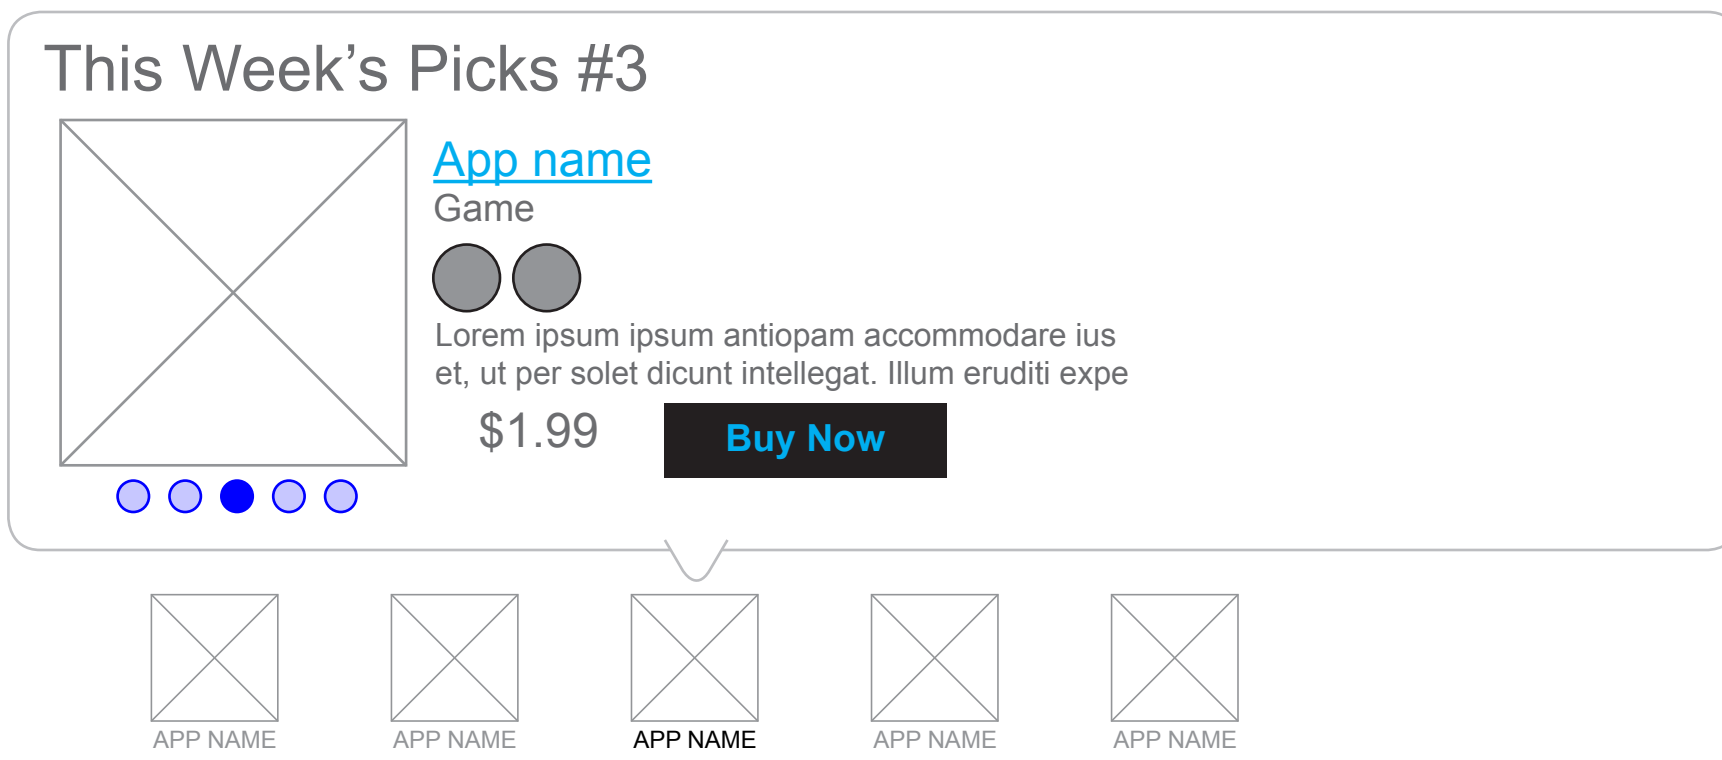 This Week’s Picks #3
App name
Game
Lorem ipsum ipsum antiopam accommodare ius
et, ut per solet dicunt intellegat. Illum eruditi expe
$1.99
Buy Now
APP NAME
APP NAME
APP NAME
APP NAME
APP NAME